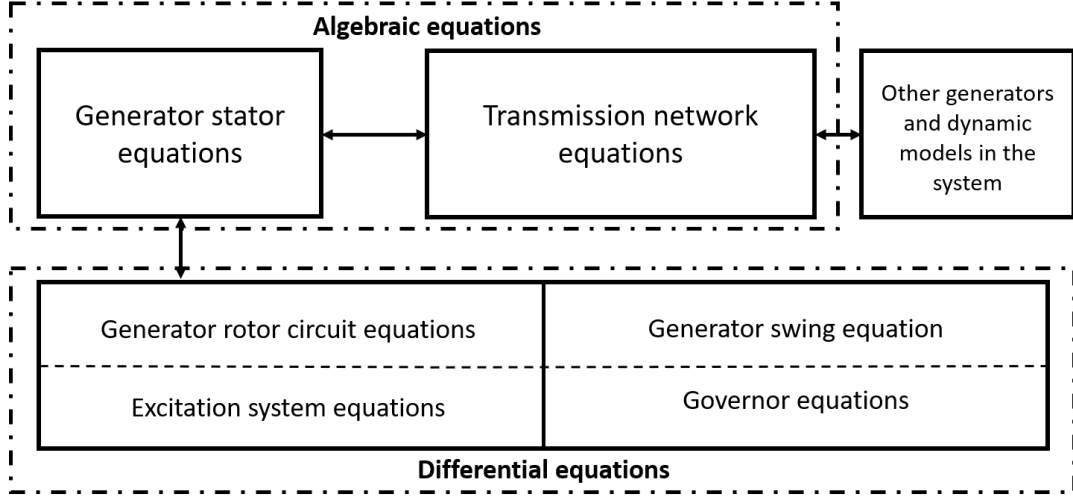 Algebraic equations
Generator stator
equations
Transmission network
equations
Other generators
and dynamic
models in the
system
Generator rotor circuit equations
Generator swing equation
Excitation system equations
Governor equations
Differential equations